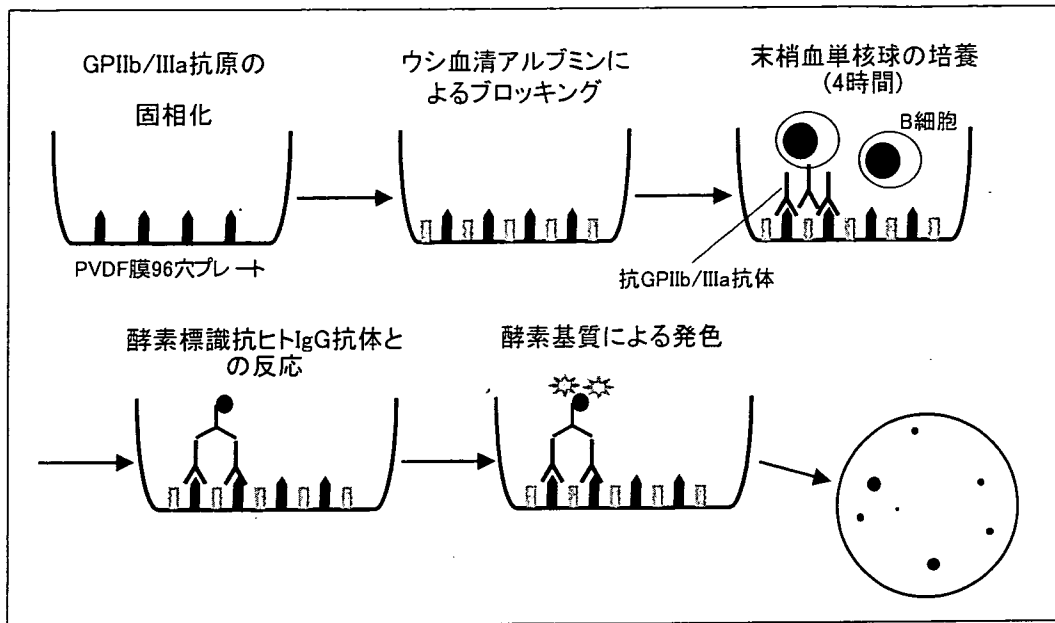 GPIIb/IIIa抗原の
固相化
PVDF膜96穴プレート
ウシ血清アルブミンに
よるブロッキング
末梢血単核球の培養
(4時間)
B細胞
抗GPIIb/IIIa抗体
酵素標識抗ヒトIgG抗体と
の反応
酵素基質による発色